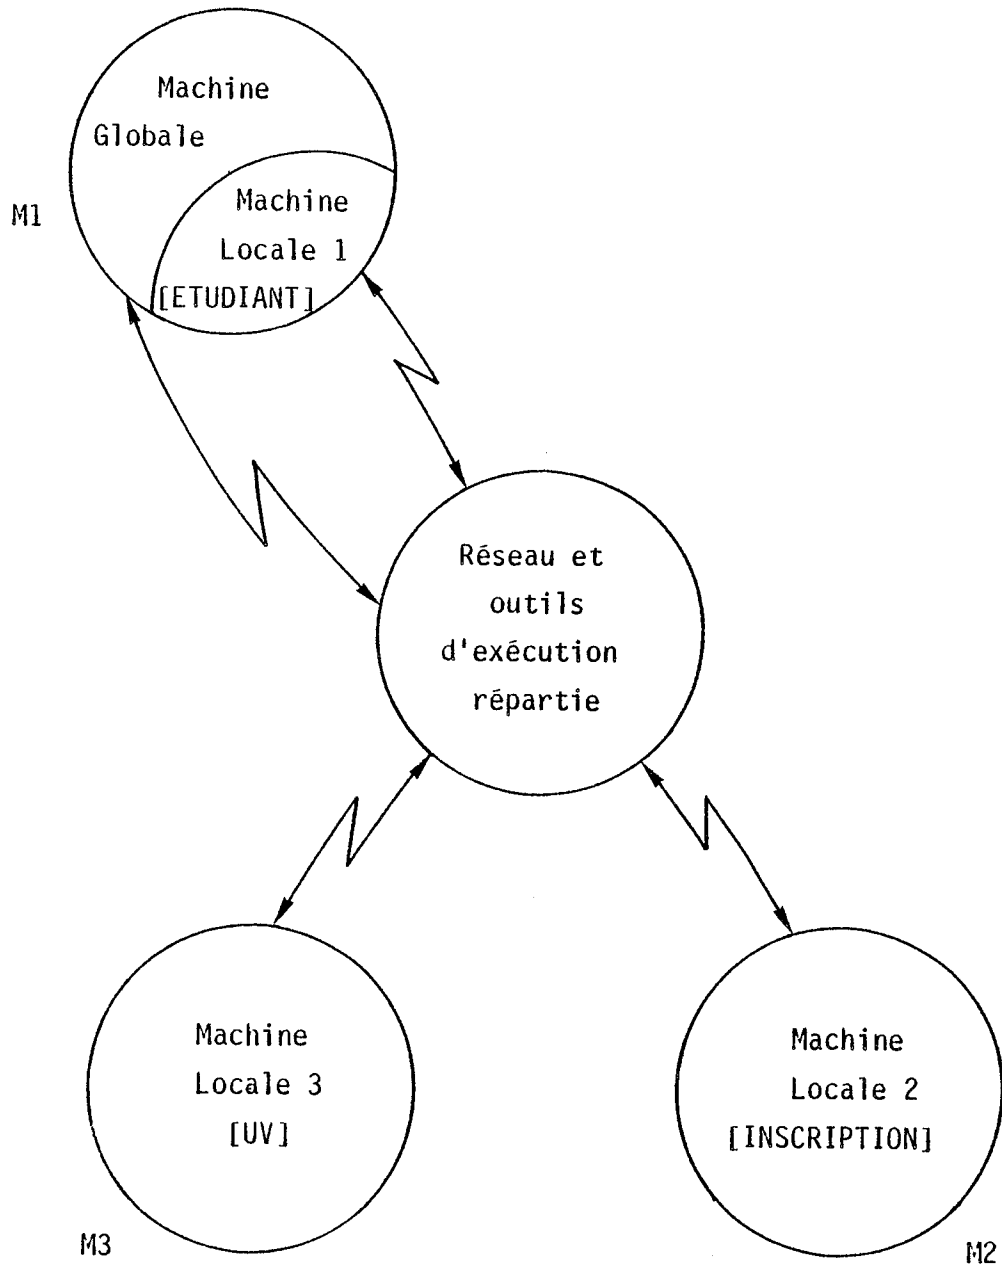 Machine
Globale
Machine
Locale 1
[ETUDIANT]
M1
Réseau et
outils
d'exécution
répartie
Machine
Locale 3
[UV]
M3
Machine
Locale 2
[INSCRIPTION]
M2